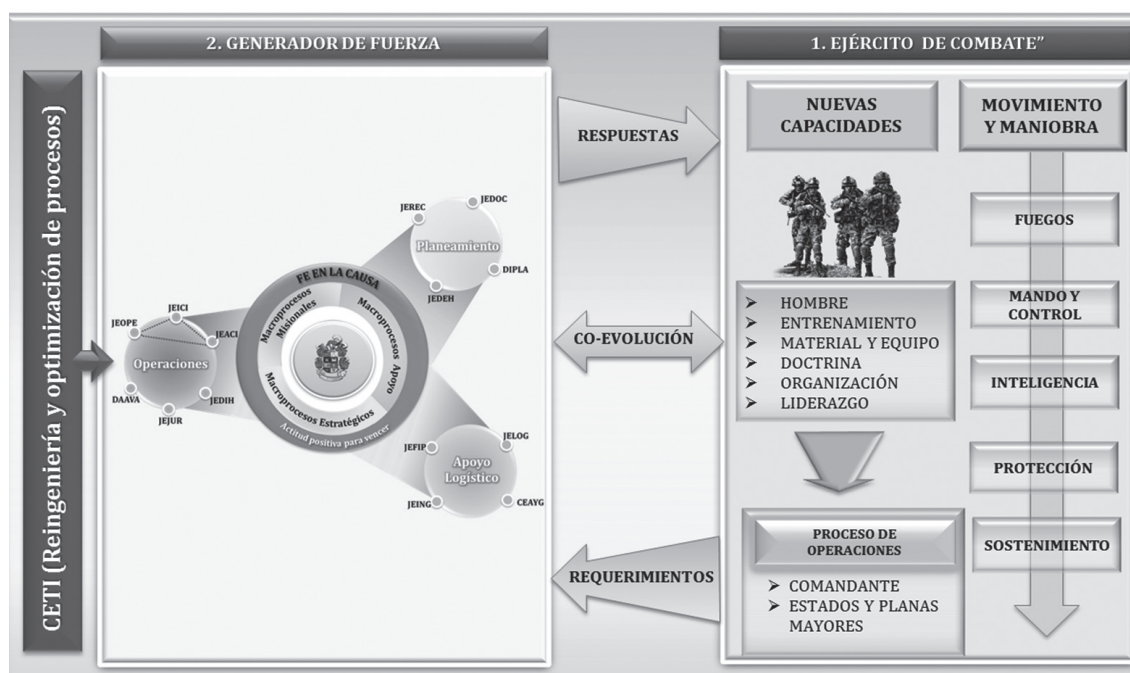 2. GENERADOR DE FUERZA
1. EJÉRCITO DE COMBATE"
CETI (Reingeniería y optimización de procesos)
JEREC
JEDOC
Planeamiento
DIPLA
JEDEH
FE EN LA CAUSA
Macroprocesos
Misionales
Macroprocesos Apoyo
Macroprocesos Estratégicos
Actitud positiva para vencer
JEICI
JEOPE
JEACI
Operaciones
DAAVA
JEDIH
JEJUR
JEFIP
JELOG
Apoyo
Logístico
JEING
CEAYG
RESPUESTAS
CO-EVOLUCIÓN
REQUERIMIENTOS
NUEVAS
CAPACIDADES
HOMBRE
ENTRENAMIENTO
MATERIAL Y EQUIPO
DOCTRINA
ORGANIZACIÓN
LIDERAZGO
PROCESO DE
OPERACIONES
COMANDANTE
ESTADOS Y PLANAS
MAYORES
MOVIMIENTO
Y MANIOBRA
FUEGOS
MANDO Y
CONTROL
INTELIGENCIA
PROTECCIÓN
SOSTENIMIENTO